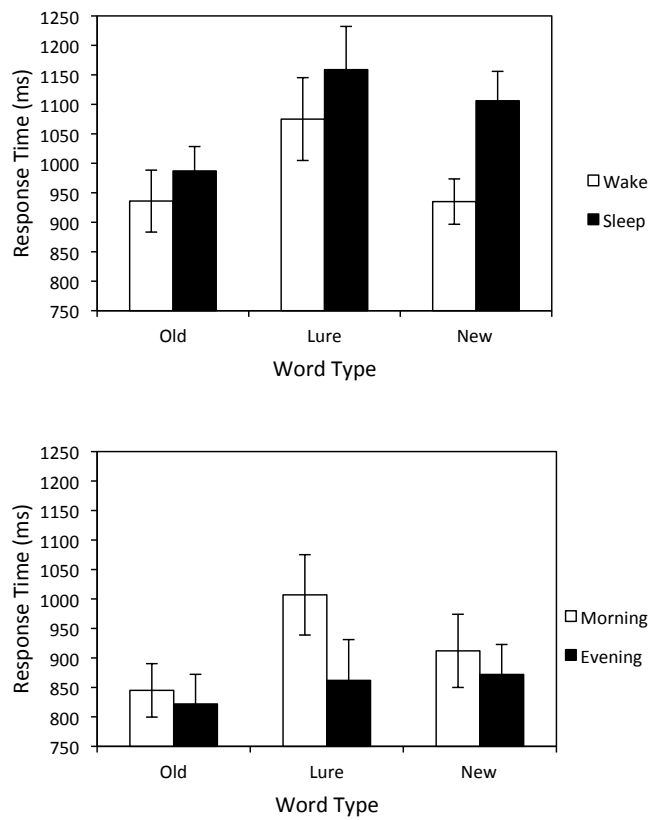 1250
1200
1150
1100
1050
1000
950
900
850
800
750
Response Time (ms)
Old Lure New
Word Type
Wake
Sleep
1250
1200
1150
1100
1050
1000
950
900
850
800
750
Response Time (ms)
Old Lure New
Word Type
Morning
Evening